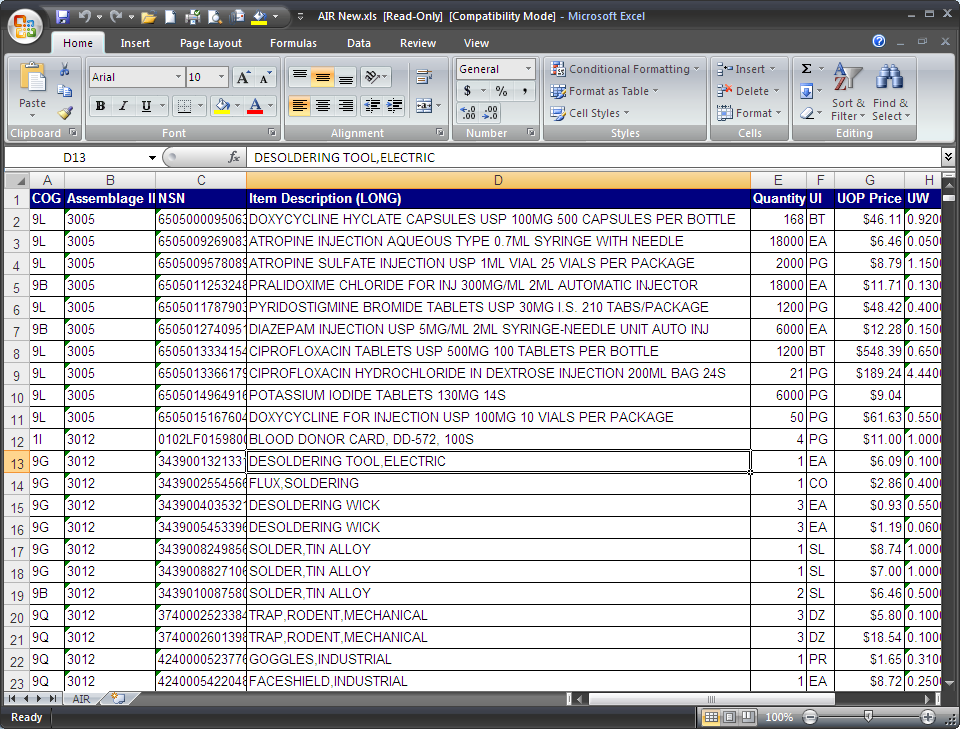 AIR New.xls [Read-Only] [Compatibility Mode] - Microsoft Excel
Home Insert Page Layout Formulas Data Review View
Paste
Clipboard
Arial 10
B I U
Font
Alignment
General
$ % ,
Number
Conditional Formatting
Format as Table
Cell Styles
Styles
Insert
Delete
Format
Cells
Σ
Sort & Filter
Find & Select
Editing
D13 fx DESOLDERING TOOL,ELECTRIC
A B C D E F G H
1 COG Assemblage I NSN Item Description (LONG) Quantity UI UOP Price UW
2 9L 3005 6505000095063 DOXYCYCLINE HYCLATE CAPSULES USP 100MG 500 CAPSULES PER BOTTLE 168 BT $46.11 0.920
3 9L 3005 6505009269083 ATROPINE INJECTION AQUEOUS TYPE 0.7ML SYRINGE WITH NEEDLE 18000 EA $6.46 0.050
4 9L 3005 6505009578089 ATROPINE SULFATE INJECTION USP 1ML VIAL 25 VIALS PER PACKAGE 2000 PG $8.79 1.150
5 9B 3005 6505011253248 PRALIDOXIME CHLORIDE FOR INJ 300MG/ML 2ML AUTOMATIC INJECTOR 18000 EA $11.71 0.130
6 9L 3005 6505011787903 PYRIDOSTIGMINE BROMIDE TABLETS USP 30MG I.S. 210 TABS/PACKAGE 1200 PG $48.42 0.400
7 9B 3005 6505012740951 DIAZEPAM INJECTION USP 5MG/ML 2ML SYRINGE-NEEDLE UNIT AUTO INJ 6000 EA $12.28 0.150
8 9L 3005 6505013334154 CIPROFLOXACIN TABLETS USP 500MG 100 TABLETS PER BOTTLE 1200 BT $548.39 0.650
9 9L 3005 6505013366179 CIPROFLOXACIN HYDROCHLORIDE IN DEXTROSE INJECTION 200ML BAG 24S 21 PG $189.24 4.440
10 9L 3005 6505014964916 POTASSIUM IODIDE TABLETS 130MG 14S 6000 PG $9.04
11 9L 3005 6505015167604 DOXYCYCLINE FOR INJECTION USP 100MG 10 VIALS PER PACKAGE 50 PG $61.63 0.550
12 1I 3012 0102LF0159800 BLOOD DONOR CARD, DD-572, 100S 4 PG $11.00 1.000
13 9G 3012 343900132133 DESOLDERING TOOL,ELECTRIC 1 EA $6.09 0.100
14 9G 3012 3439002554566 FLUX,SOLDERING 1 CO $2.86 0.400
15 9G 3012 343900403532 DESOLDERING WICK 3 EA $0.93 0.550
16 9G 3012 3439005453396 DESOLDERING WICK 3 EA $1.19 0.060
17 9G 3012 3439008249856 SOLDER,TIN ALLOY 1 SL $8.74 1.000
18 9G 3012 3439008827106 SOLDER,TIN ALLOY 1 SL $7.00 1.000
19 9B 3012 3439010087580 SOLDER,TIN ALLOY 2 SL $6.46 0.500
20 9Q 3012 3740002523384 TRAP,RODENT,MECHANICAL 3 DZ $5.80 0.100
21 9Q 3012 3740002601398 TRAP,RODENT,MECHANICAL 3 DZ $18.54 0.100
22 9Q 3012 4240000523776 GOGGLES,INDUSTRIAL 1 PR $1.65 0.310
23 9Q 3012 4240005422048 FACESHIELD,INDUSTRIAL 1 EA $8.72 0.250
AIR
Ready 100%